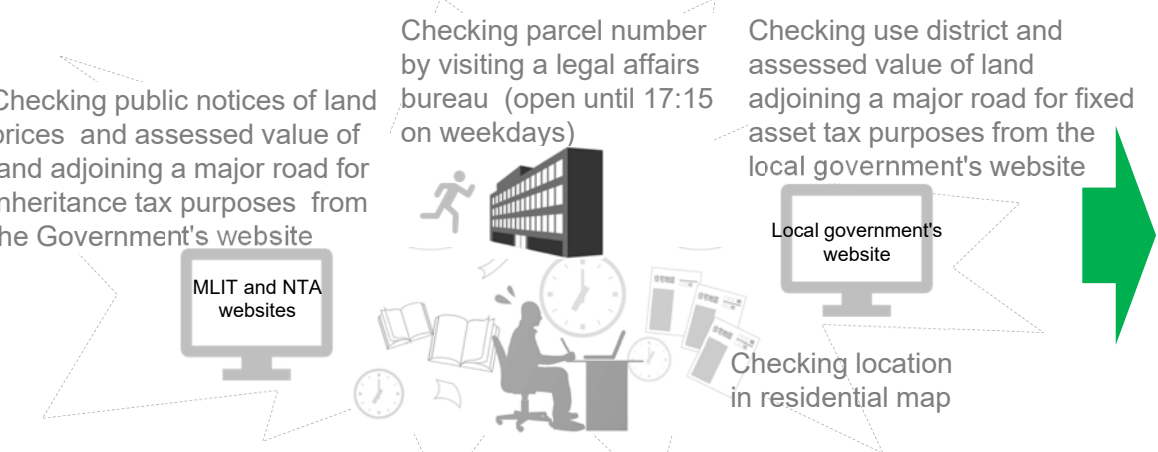 Checking public notices of land
prices and assessed value of
land adjoining a major road for
inheritance tax purposes from
the Government's website
MLIT and NTA
websites
Checking parcel number
by visiting a legal affairs
bureau (open until 17:15
on weekdays)
Checking use district and
assessed value of land
adjoining a major road for fixed
asset tax purposes from the
local government's website
Local government's
website
Checking location
in residential map